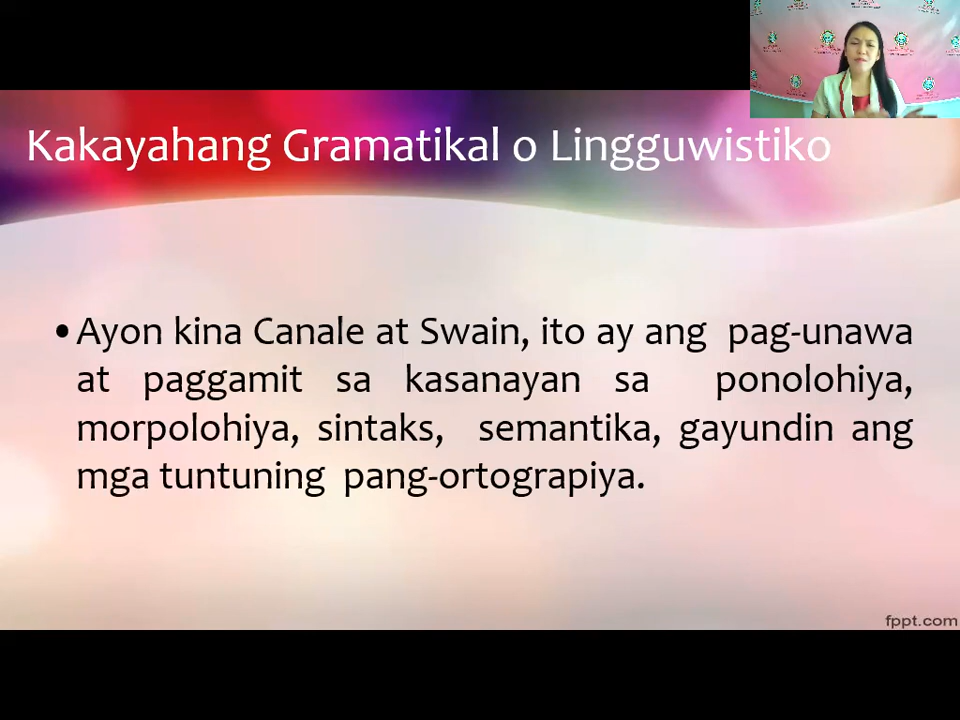 Kakayahang Gramatikal o Lingguwistiko
•Ayon kina Canale at Swain, ito ay ang pag-unawa
at paggamit sa kasanayan sa ponolohiya,
morpolohiya, sintaks, semantika, gayundin ang
mga tuntuning pang-ortograpiya.
fppt.com